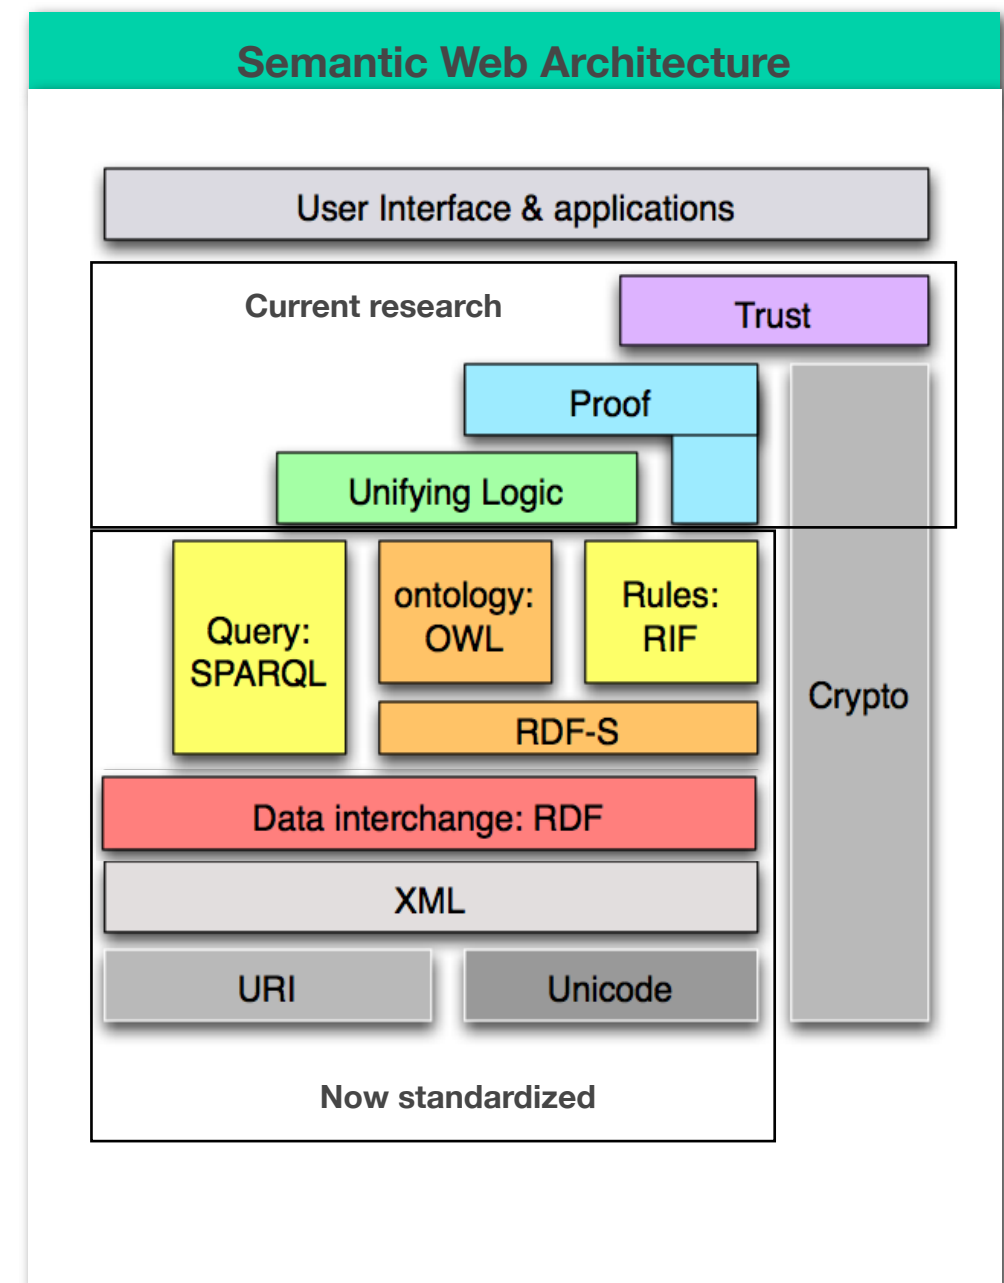 Semantic Web Architecture
User Interface & applications
Current research
Trust
Proof
Unifying Logic
Query:
SPARQL
ontology:
OWL
Rules:
RIF
Crypto
RDF-S
Data interchange: RDF
XML
URI
Unicode
Now standardized